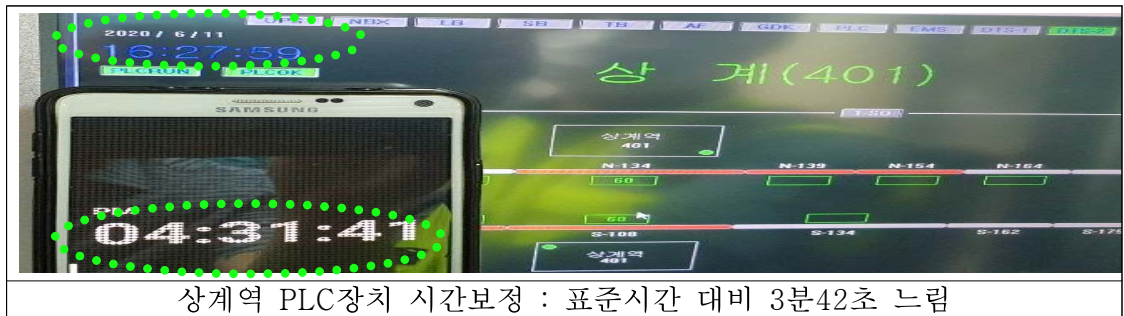 UPS NBX LB SB TB AF GDK PLC EMS DTS-1 DTS-2
2020/ 6/11
16:27:59
PLCRUN PLCOK
상 계(401)
SAMSUNG
상계역
401
N-134 N-139 N-154 N-164
60
PM
04:31:41
60
S-108 S-134 S-162 S-175
상계역
401
상계역 PLC장치 시간보정 : 표준시간 대비 3분42초 느림